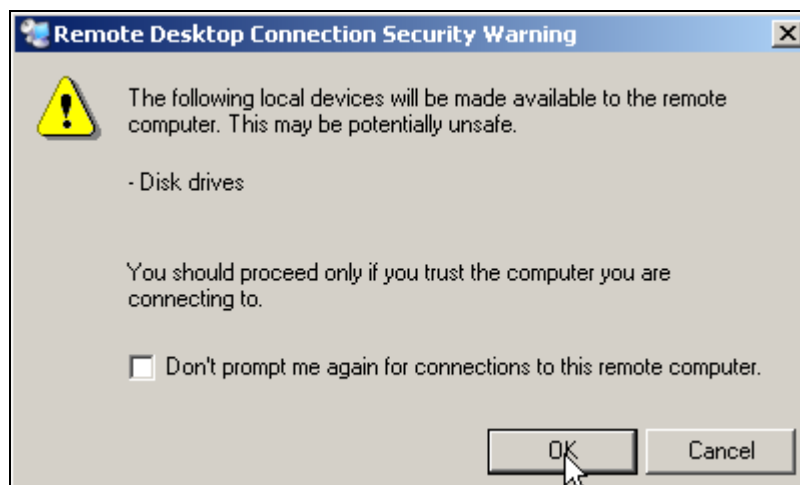 Remote Desktop Connection Security Warning
The following local devices will be made available to the remote
computer. This may be potentially unsafe.
- Disk drives
You should proceed only if you trust the computer you are
connecting to.
Don't prompt me again for connections to this remote computer.
OK Cancel